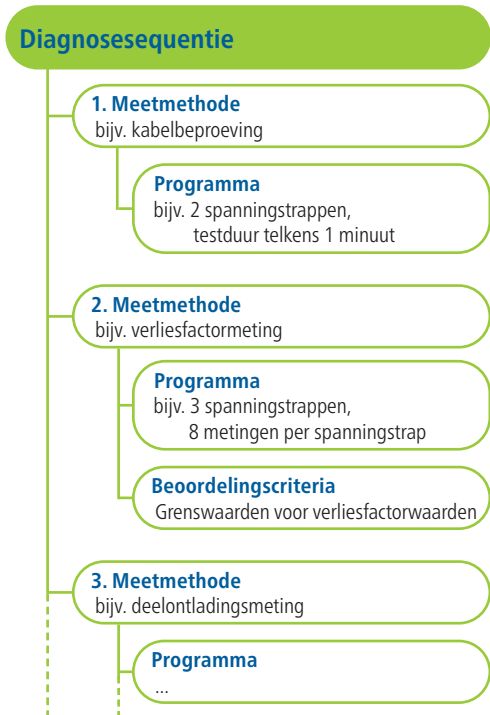 Diagnosesequentie
1. Meetmethode
bijv. kabelbeproeving
Programma
bijv. 2 spanningstrappen,
testduur telkens 1 minuut
2. Meetmethode
bijv. verliesfactormeting
Programma
bijv. 3 spanningstrappen,
8 metingen per spanningstrap
Beoordelingscriteria
Grenswaarden voor verliesfactorwaarden
3. Meetmethode
bijv. deelontladingsmeting
Programma
...